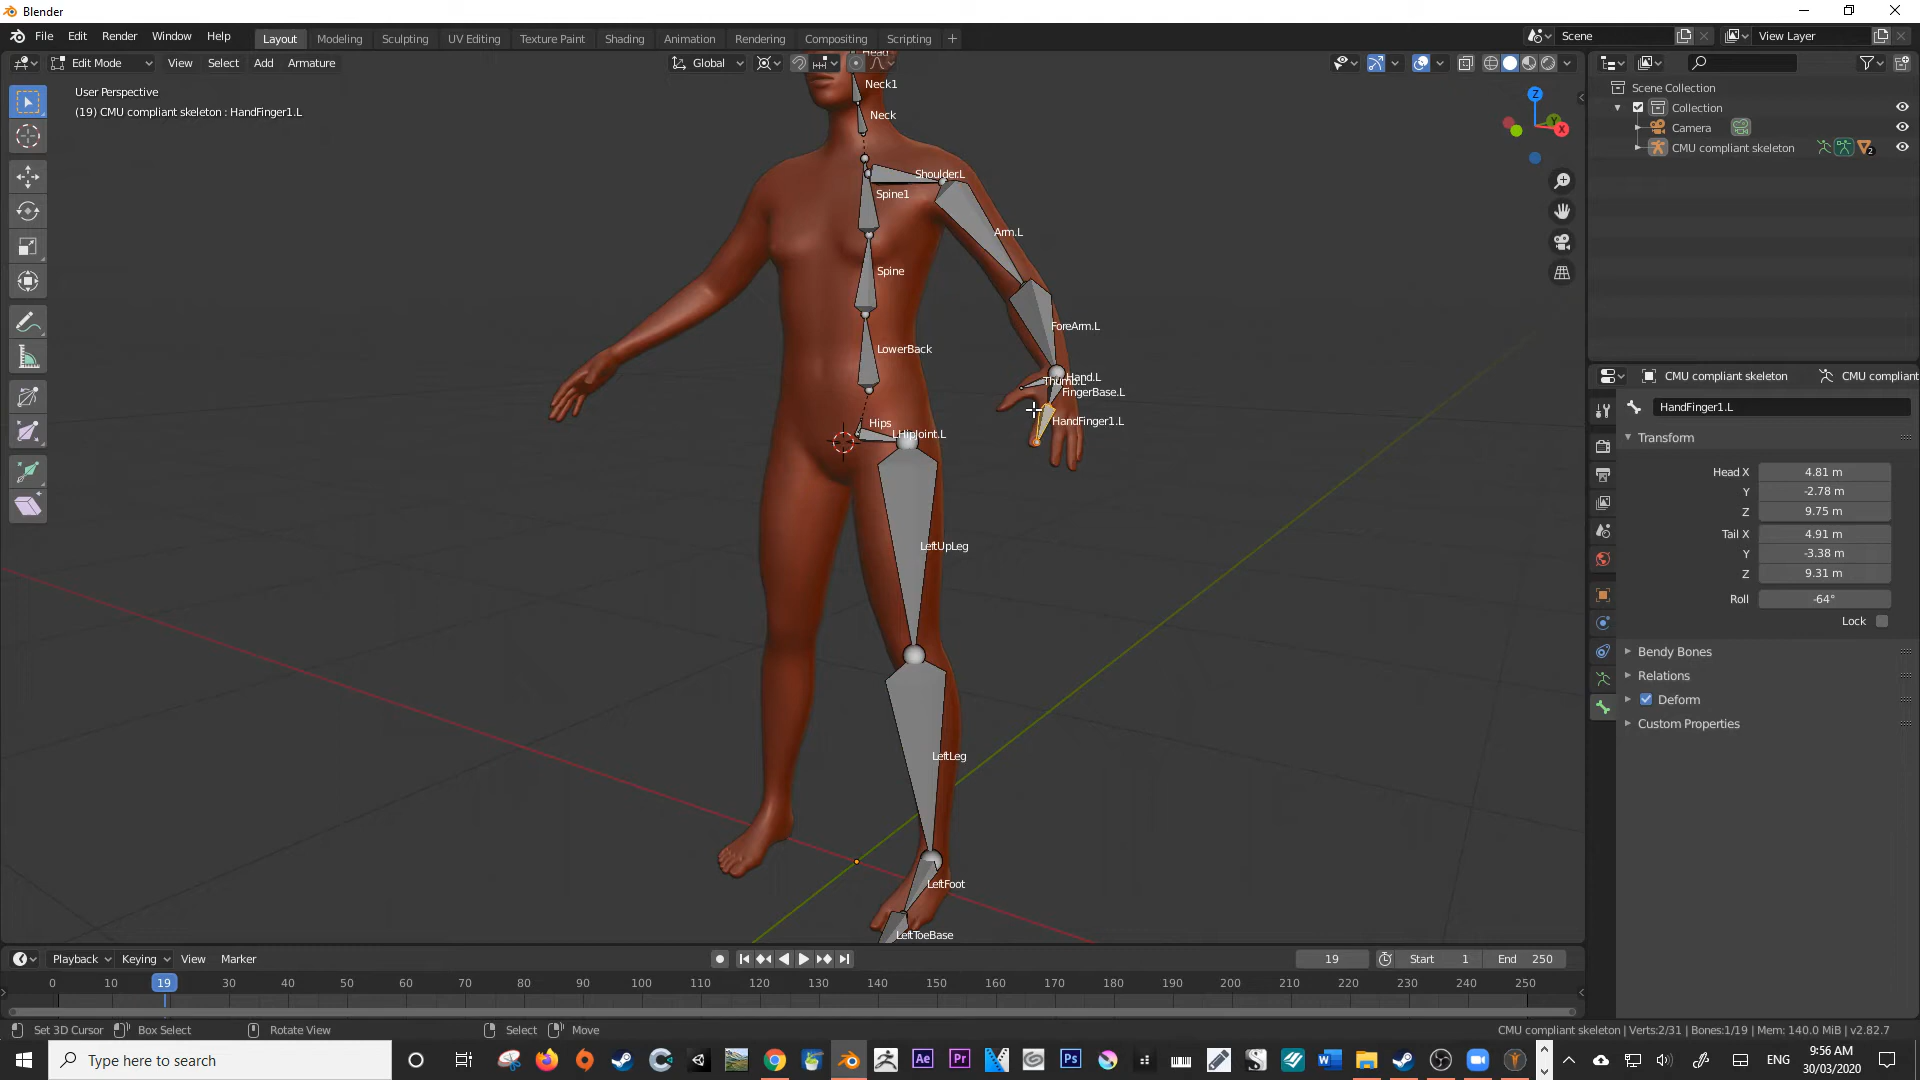 Blender
File Edit Render Window Help Layout Modeling Sculpting UV Editing Texture Paint Shading Animation Rendering Compositing Scripting + Scene View Layer
Edit Mode View Select Add Armature Global
User Perspective
(19) CMU compliant skeleton : HandFinger1.L
Head
Neck1
Neck
Shoulder.L
Spine1
Arm.L
Spine
ForeArm.L
LowerBack
Hand.L
Thumb.L
FingerBase.L
HandFinger1.L
Hips
LHipJoint.L
LeftUpLeg
LeftLeg
LeftFoot
LeftToeBase
Z
Y
X
Scene Collection
Collection
Camera
CMU compliant skeleton 2
CMU compliant skeleton CMU compliant
HandFinger1.L
Transform
Head X 4.81 m
Y -2.78 m
Z 9.75 m
Tail X 4.91 m
Y -3.38 m
Z 9.31 m
Roll -64°
Lock
Bendy Bones
Relations
Deform
Custom Properties
Playback Keying View Marker 19 Start 1 End 250
0 10 19 30 40 50 60 70 80 90 100 110 120 130 140 150 160 170 180 190 200 210 220 230 240 250
Set 3D Cursor Box Select Rotate View Select Move CMU compliant skeleton | Verts:2/31 | Bones:1/19 | Mem: 140.0 MiB | v2.82.7
Type here to search Ae Pr Ps ENG 9:56 AM
30/03/2020